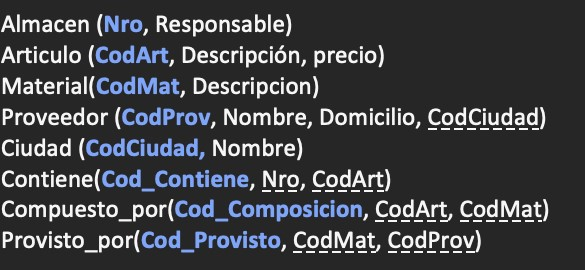 Almacen (Nro, Responsable)
Articulo (CodArt, Descripción, precio)
Material(CodMat, Descripcion)
Proveedor (CodProv, Nombre, Domicilio, CodCiudad)
Ciudad (CodCiudad, Nombre)
Contiene(Cod_Contiene, Nro, CodArt)
Compuesto_por(Cod_Composicion, CodArt, CodMat)
Provisto_por(Cod_Provisto, CodMat, CodProv)